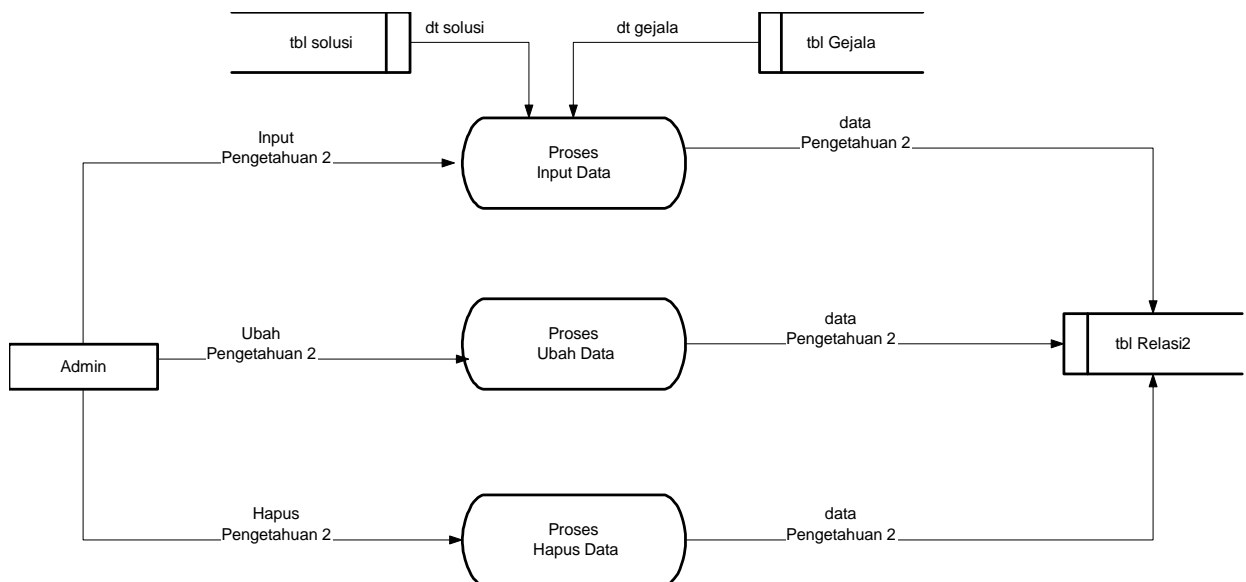 tbl solusi
dt solusi
dt gejala
tbl Gejala
Input
Pengetahuan 2
Proses
Input Data
data
Pengetahuan 2
Ubah
Pengetahuan 2
Proses
Ubah Data
data
Pengetahuan 2
tbl Relasi2
Admin
Hapus
Pengetahuan 2
Proses
Hapus Data
data
Pengetahuan 2